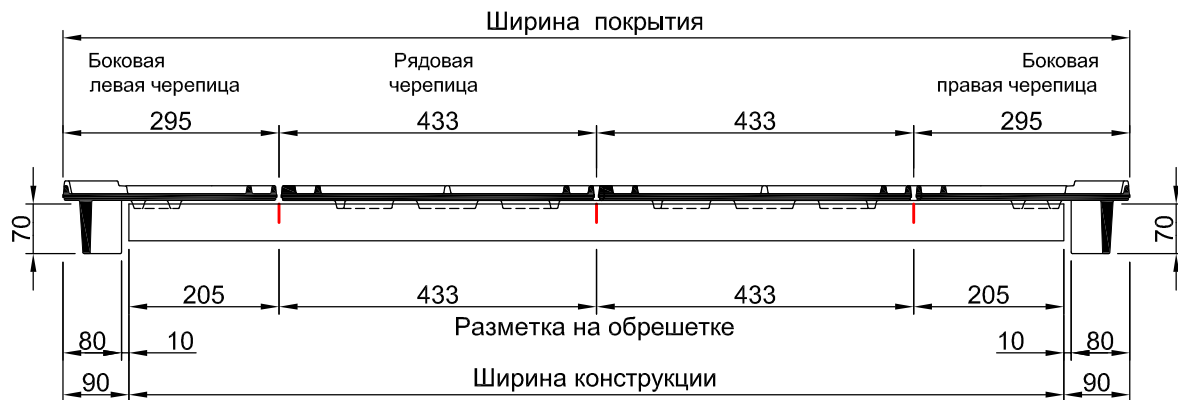 Ширина покрытия
Боковая
левая черепица
Рядовая
черепица
Боковая
правая черепица
295
433
433
295
70
70
205
433
433
205
Разметка на обрешетке
80
10
10
80
90
Ширина конструкции
90